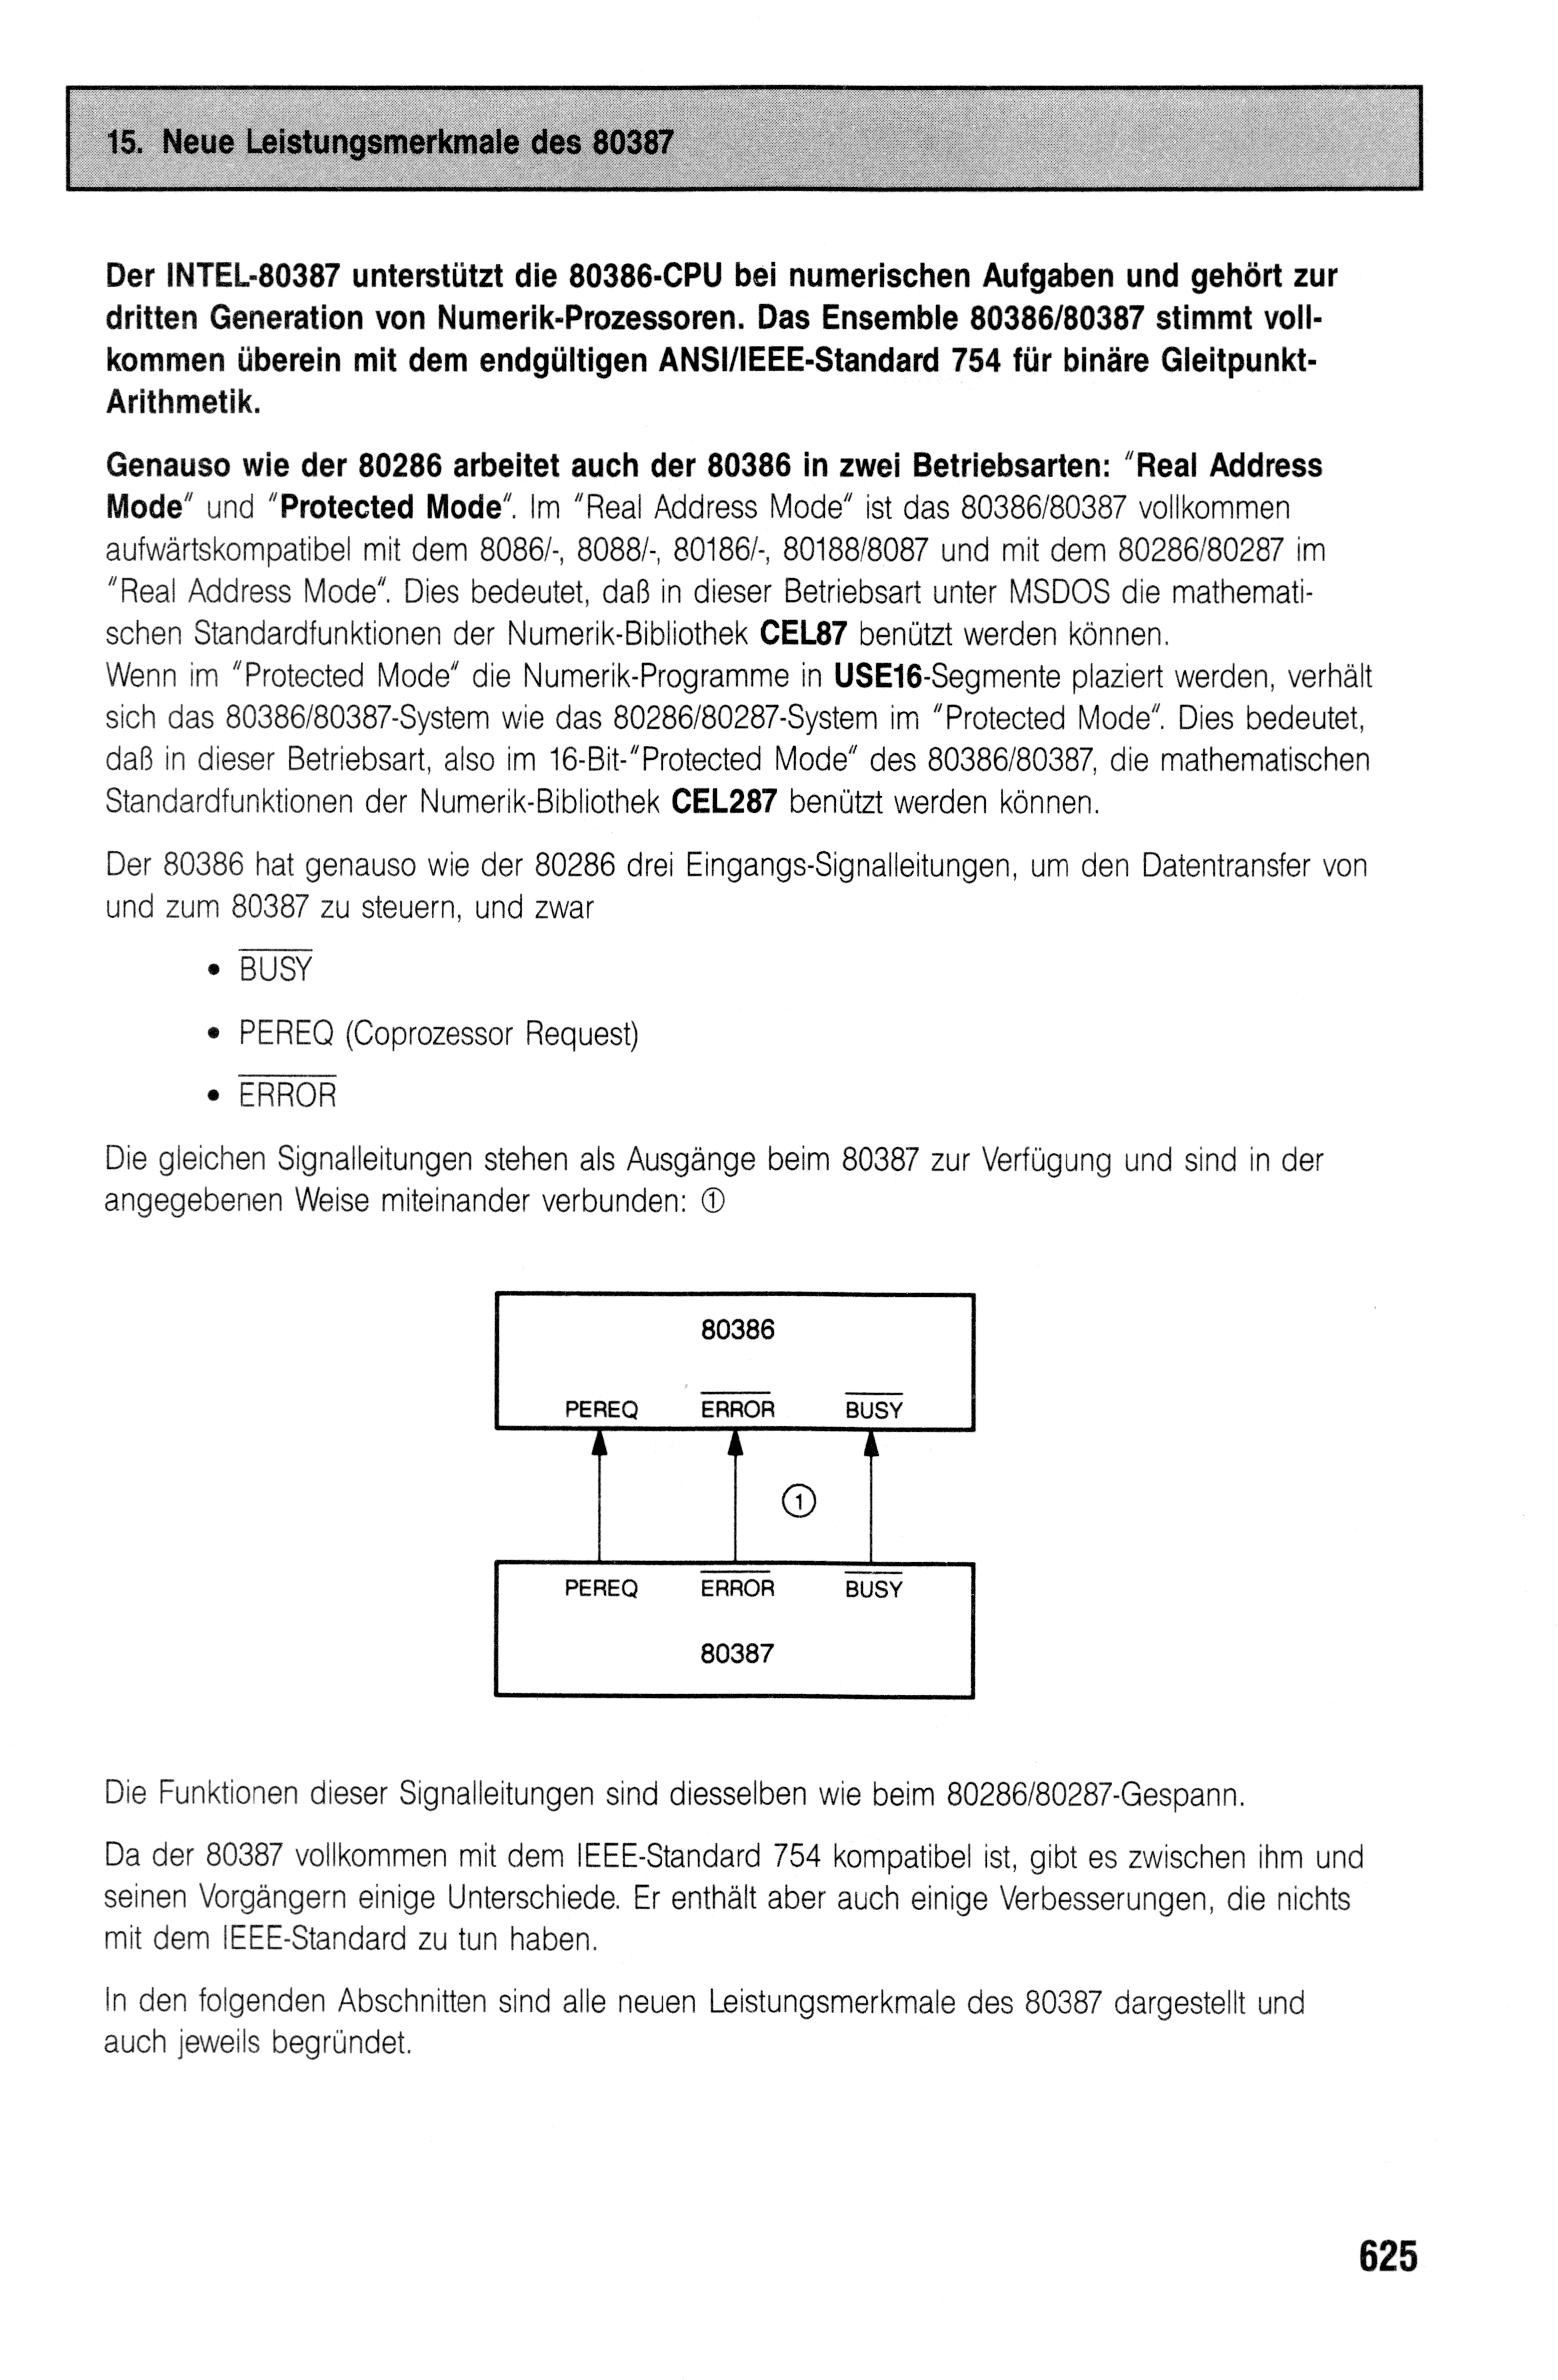 15. Neue Leistungsmerkmale des 80387
Der INTEL-80387 unterstützt die 80386-CPU bei numerischen Aufgaben und gehört zur
dritten Generation von Numerik-Prozessoren. Das Ensemble 80386/80387 stimmt voll-
kommen überein mit dem endgültigen ANSI/IEEE-Standard 754 für binäre Gleitpunkt-
Arithmetik.
Genauso wie der 80286 arbeitet auch der 80386 in zwei Betriebsarten: "Real Address
Mode" und "Protected Mode". Im "Real Address Mode" ist das 80386/80387 vollkommen
aufwärtskompatibel mit dem 8086/-, 8088/-, 80186/-, 80188/8087 und mit dem 80286/80287 im
"Real Address Mode". Dies bedeutet, daß in dieser Betriebsart unter MSDOS die mathemati-
schen Standardfunktionen der Numerik-Bibliothek CEL87 benützt werden können.
Wenn im "Protected Mode" die Numerik-Programme in USE16-Segmente plaziert werden, verhält
sich das 80386/80387-System wie das 80286/80287-System im "Protected Mode". Dies bedeutet,
daß in dieser Betriebsart, also im 16-Bit-"Protected Mode" des 80386/80387, die mathematischen
Standardfunktionen der Numerik-Bibliothek CEL287 benützt werden können.
Der 80386 hat genauso wie der 80286 drei Eingangs-Signalleitungen, um den Datentransfer von
und zum 80387 zu steuern, und zwar
• BUSY
• PEREQ (Coprozessor Request)
• ERROR
Die gleichen Signalleitungen stehen als Ausgänge beim 80387 zur Verfügung und sind in der
angegebenen Weise miteinander verbunden: ①
80386
PEREQ ERROR BUSY
①
PEREQ ERROR BUSY
80387
Die Funktionen dieser Signalleitungen sind diesselben wie beim 80286/80287-Gespann.
Da der 80387 vollkommen mit dem IEEE-Standard 754 kompatibel ist, gibt es zwischen ihm und
seinen Vorgängern einige Unterschiede. Er enthält aber auch einige Verbesserungen, die nichts
mit dem IEEE-Standard zu tun haben.
In den folgenden Abschnitten sind alle neuen Leistungsmerkmale des 80387 dargestellt und
auch jeweils begründet.
625